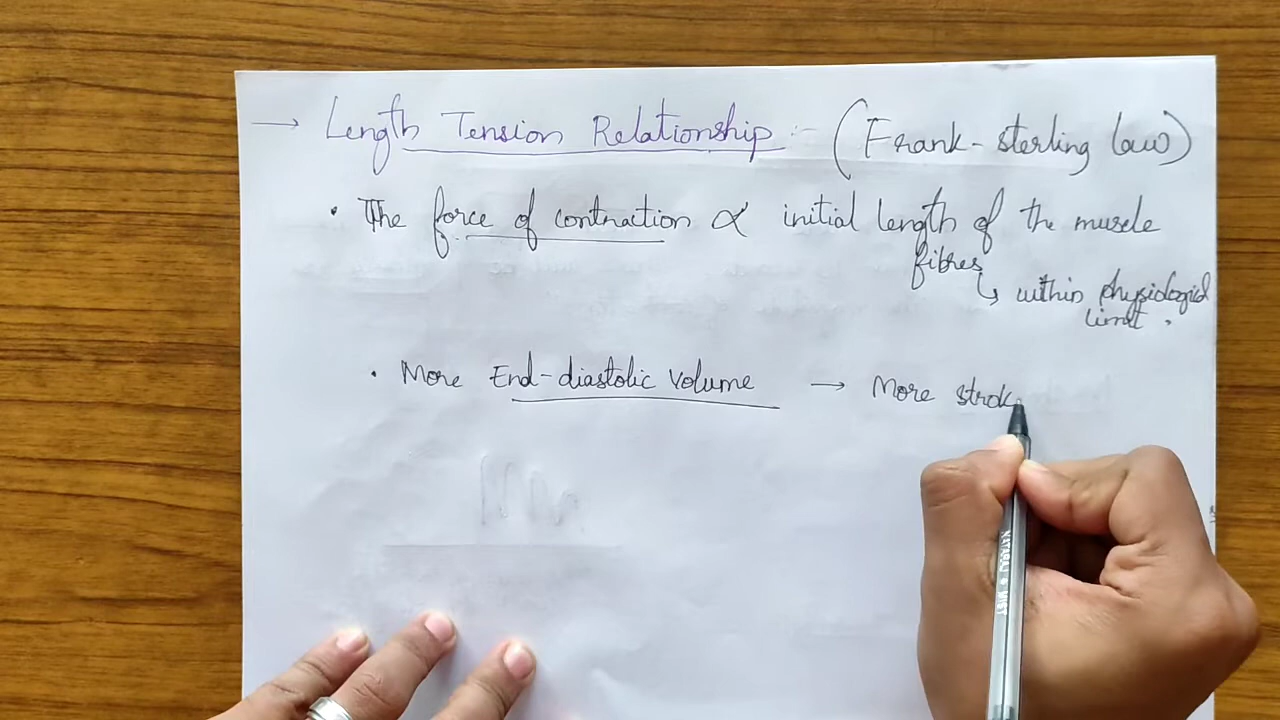 → Length Tension Relationship :- (Frank-sterling law)
• The force of contraction ∝ initial length of the muscle
fibres
↳ within physiological
limit.
• More End-diastolic Volume → More strok
NATARAJ